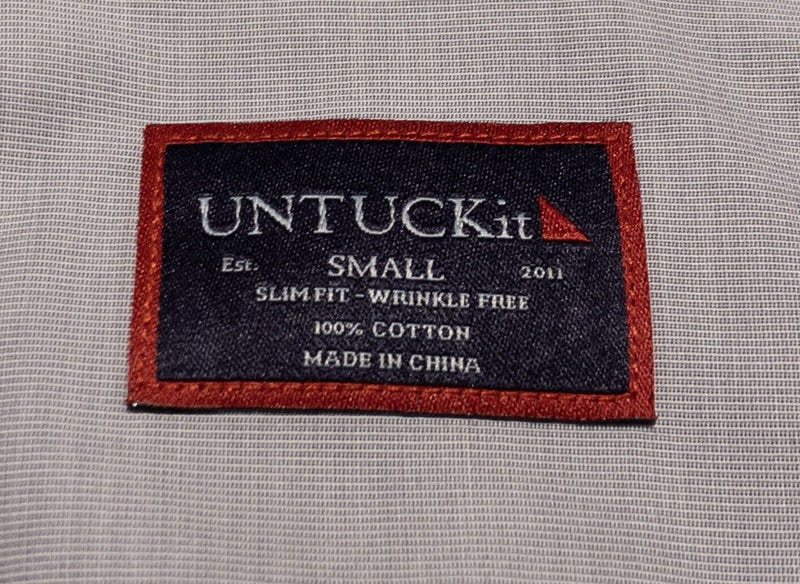 UNTUCKit
Est. SMALL 2011
SLIM FIT - WRINKLE FREE
100% COTTON
MADE IN CHINA